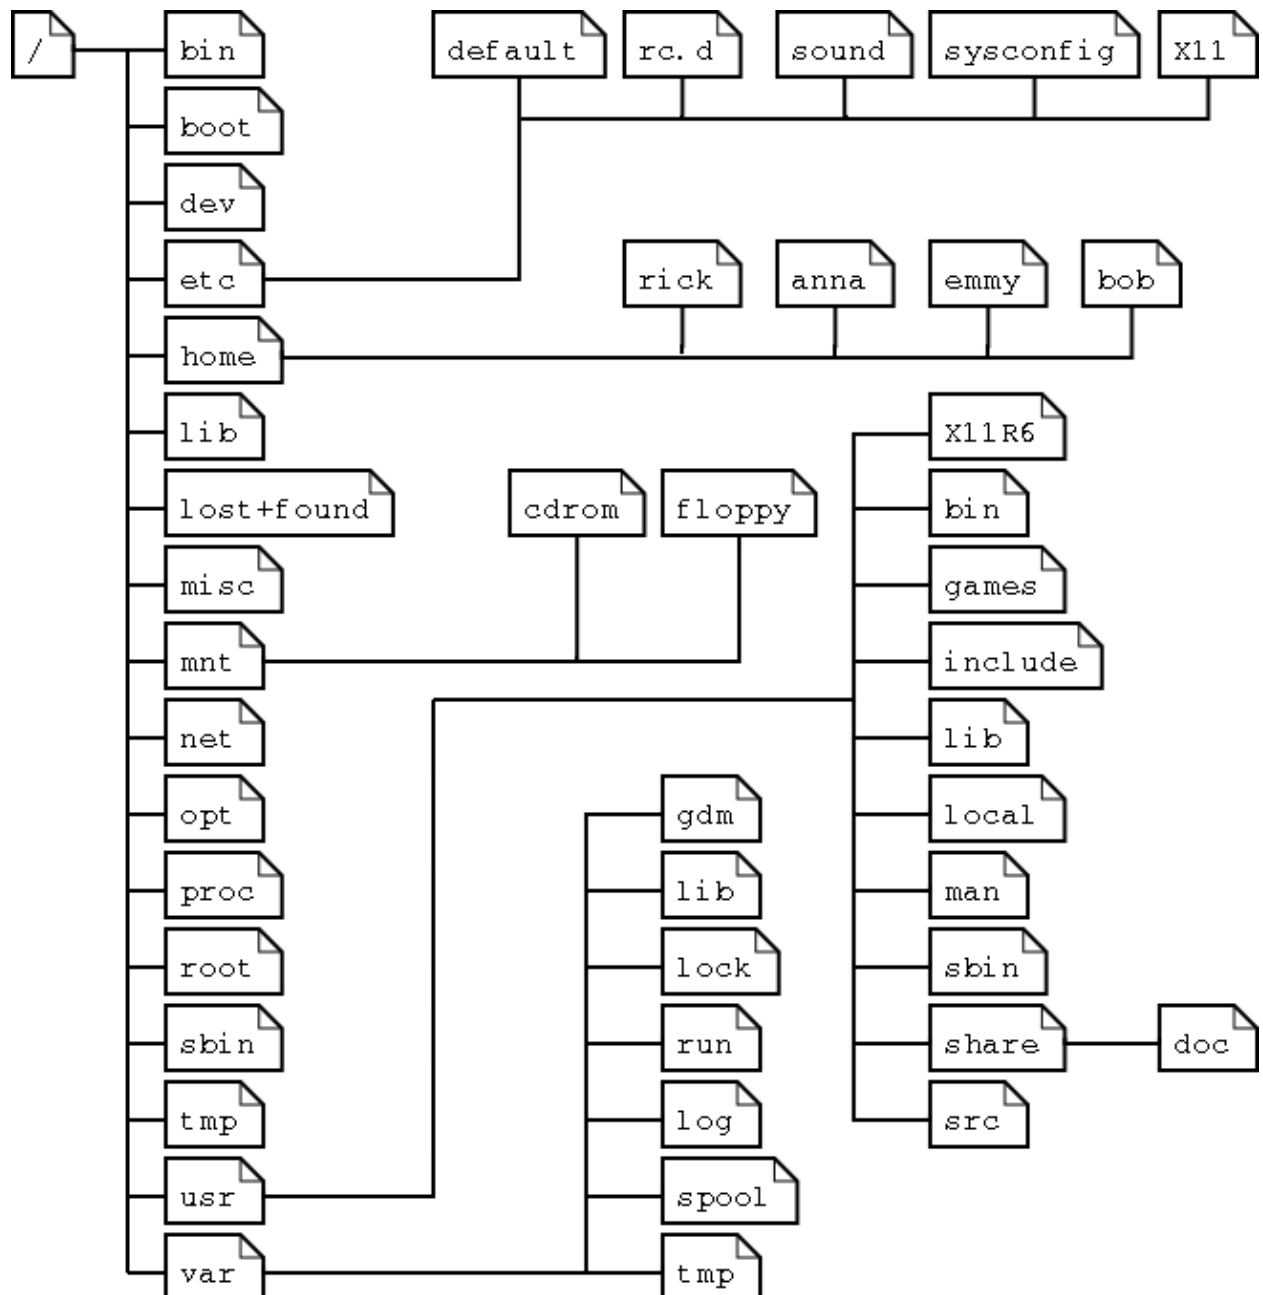 /
bin
default
rc.d
sound
sysconfig
X11
boot
dev
etc
rick
anna
emmy
bob
home
lib
X11R6
lost+found
cdrom
floppy
bin
misc
games
mnt
include
net
lib
opt
gdm
local
proc
lib
man
root
lock
sbin
sbin
run
share
doc
tmp
log
src
usr
spool
var
tmp